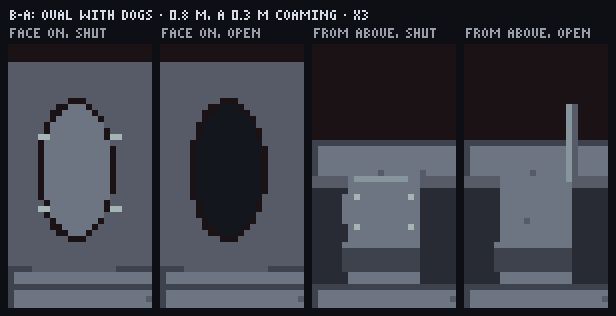 B-A: OVAL WITH DOGS · 0.8 M, A 0.3 M COAMING · X3
FACE ON, SHUT
FACE ON, OPEN
FROM ABOVE, SHUT
FROM ABOVE, OPEN